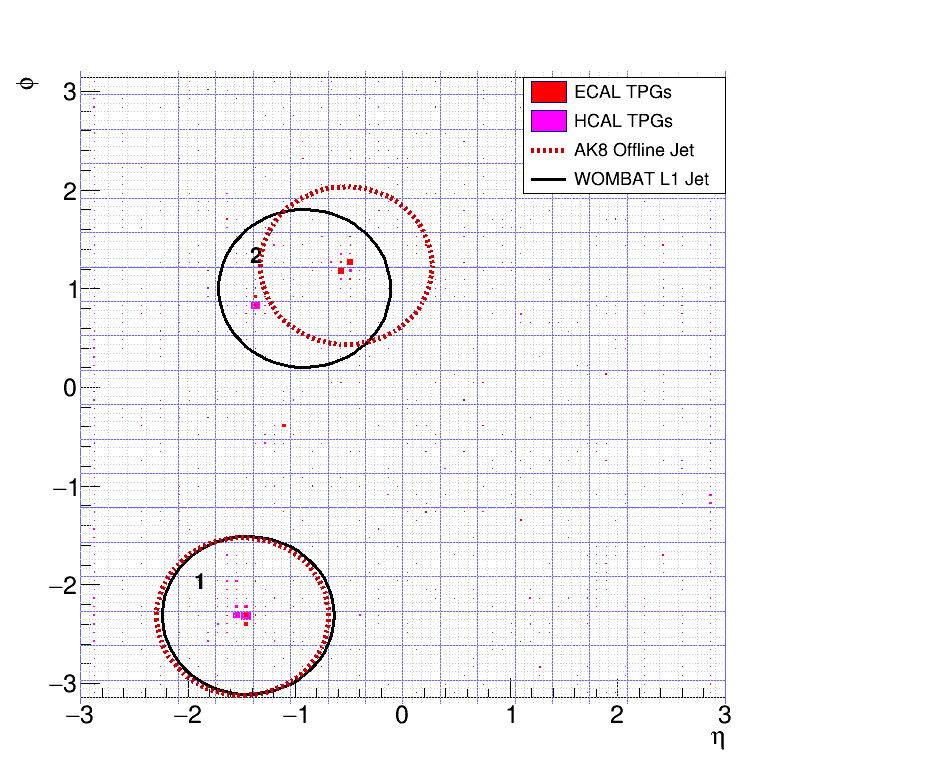 φ
3
2
1
0
−1
−2
−3
ECAL TPGs
HCAL TPGs
AK8 Offline Jet
WOMBAT L1 Jet
2
1
−3 −2 −1 0 1 2 3
η